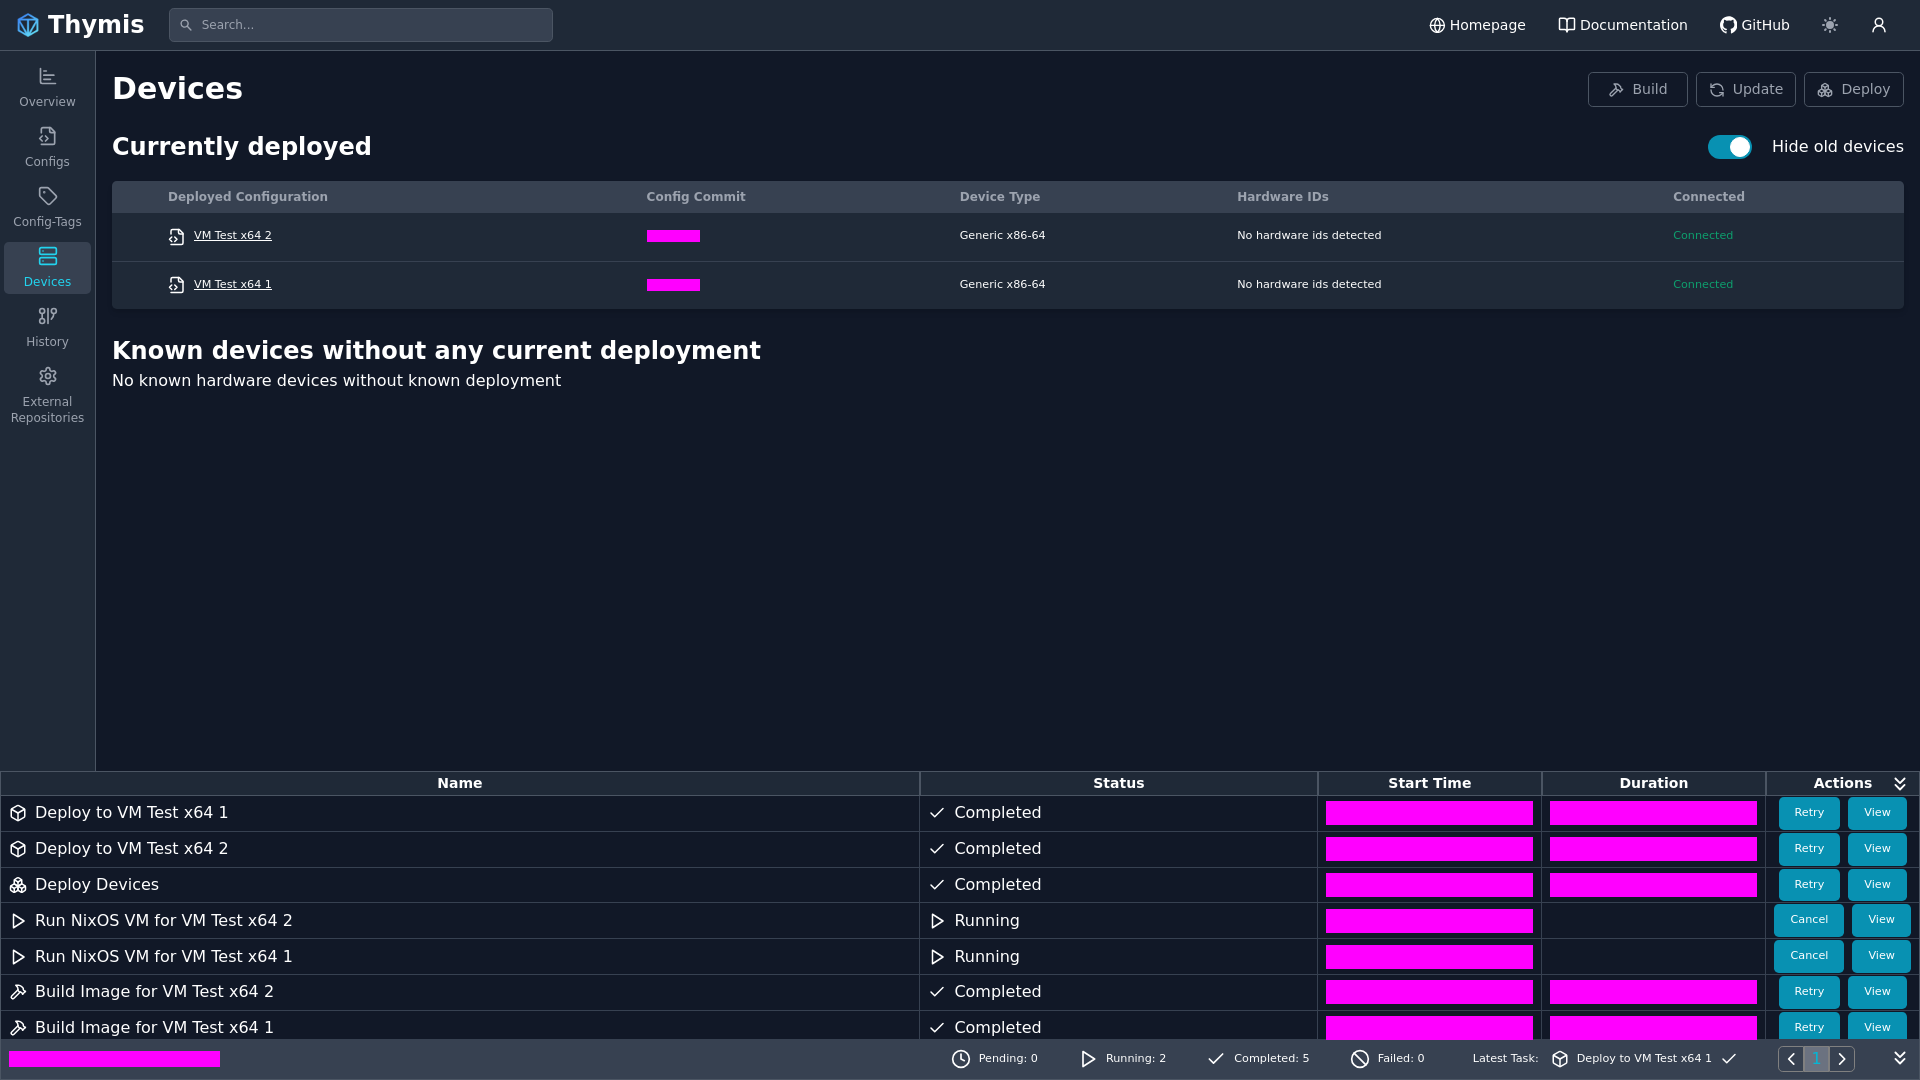 Thymis
Search...
Homepage
Documentation
GitHub
Overview
Configs
Config-Tags
Devices
History
External
Repositories
Devices
Build
Update
Deploy
Currently deployed
Hide old devices
Deployed Configuration Config Commit Device Type Hardware IDs Connected
VM Test x64 2 Generic x86-64 No hardware ids detected Connected
VM Test x64 1 Generic x86-64 No hardware ids detected Connected
Known devices without any current deployment
No known hardware devices without known deployment
Name Status Start Time Duration Actions
Deploy to VM Test x64 1 Completed Retry View
Deploy to VM Test x64 2 Completed Retry View
Deploy Devices Completed Retry View
Run NixOS VM for VM Test x64 2 Running Cancel View
Run NixOS VM for VM Test x64 1 Running Cancel View
Build Image for VM Test x64 2 Completed Retry View
Build Image for VM Test x64 1 Completed Retry View
Pending: 0 Running: 2 Completed: 5 Failed: 0 Latest Task: Deploy to VM Test x64 1 1